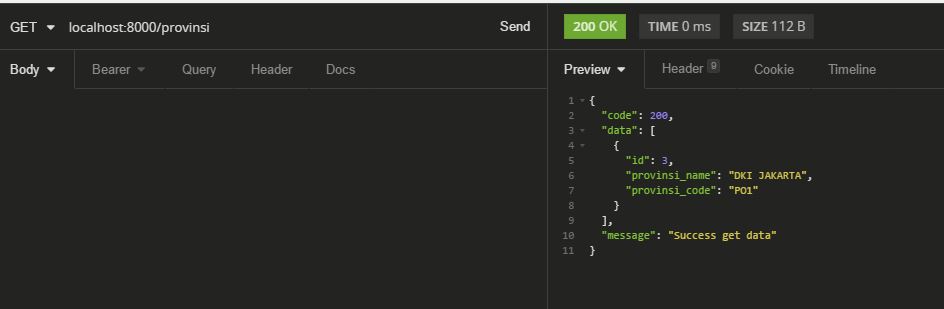 GET localhost:8000/provinsi Send 200 OK TIME 0 ms SIZE 112 B
Body Bearer Query Header Docs Preview Header 9 Cookie Timeline
1 {
2 "code": 200,
3 "data": [
4 {
5 "id": 3,
6 "provinsi_name": "DKI JAKARTA",
7 "provinsi_code": "PO1"
8 }
9 ],
10 "message": "Success get data"
11 }